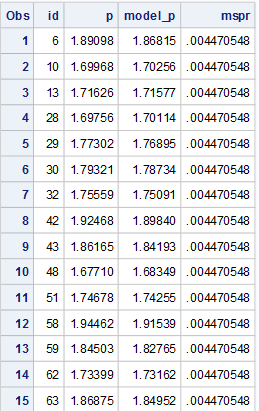 Obs id p model_p mspr
1 6 1.89098 1.86815 .004470548
2 10 1.69968 1.70256 .004470548
3 13 1.71626 1.71577 .004470548
4 28 1.69756 1.70114 .004470548
5 29 1.77302 1.76895 .004470548
6 30 1.79321 1.78734 .004470548
7 32 1.75559 1.75091 .004470548
8 42 1.92468 1.89840 .004470548
9 43 1.86165 1.84193 .004470548
10 48 1.67710 1.68349 .004470548
11 51 1.74678 1.74255 .004470548
12 58 1.94462 1.91539 .004470548
13 59 1.84503 1.82765 .004470548
14 62 1.73399 1.73162 .004470548
15 63 1.86875 1.84952 .004470548